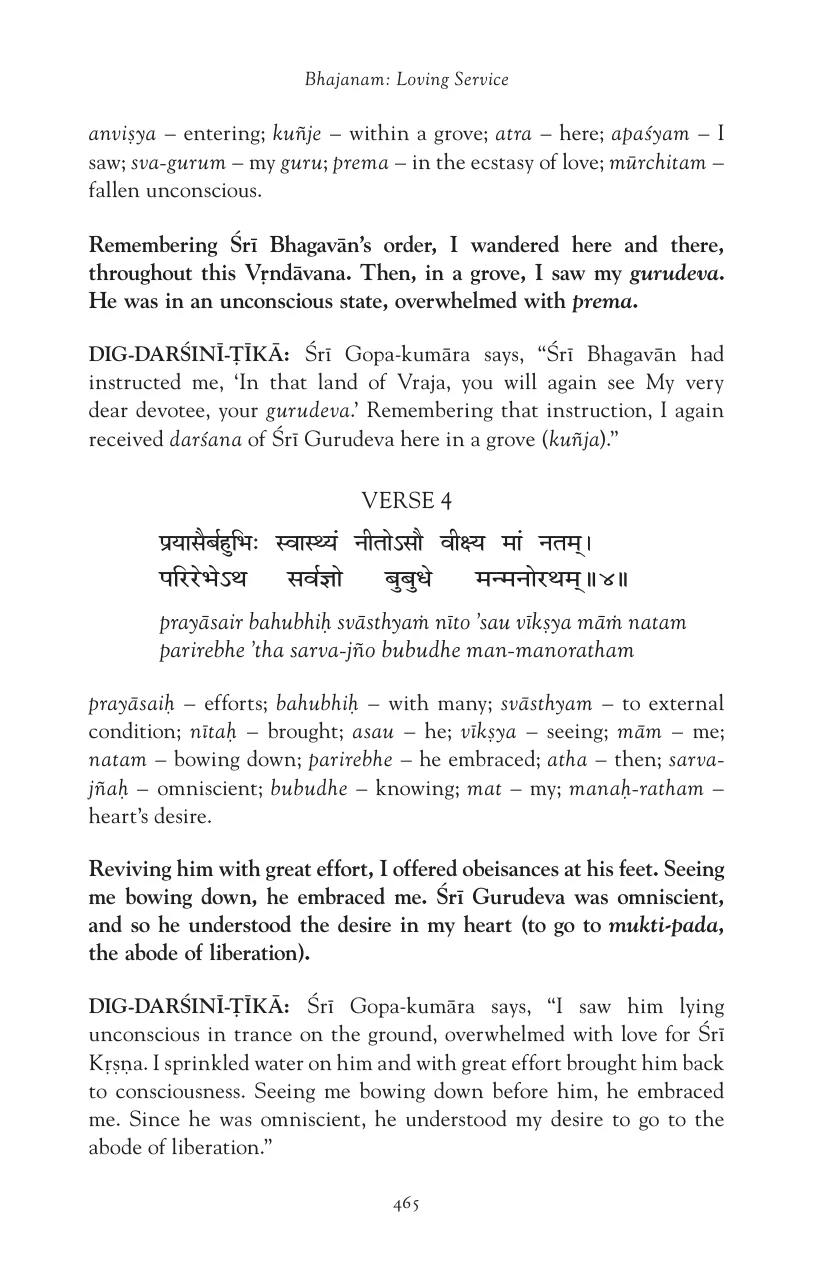 Bhajanam: Loving Service
anviṣya – entering; kuñje – within a grove; atra – here; apaśyam – I
saw; sva-gurum – my guru; prema – in the ecstasy of love; mūrchitam –
fallen unconscious.
Remembering Śrī Bhagavān’s order, I wandered here and there,
throughout this Vṛndāvana. Then, in a grove, I saw my gurudeva.
He was in an unconscious state, overwhelmed with prema.
DIG-DARŚINĪ-ṬĪKĀ: Śrī Gopa-kumāra says, “Śrī Bhagavān had
instructed me, ‘In that land of Vraja, you will again see My very
dear devotee, your gurudeva.’ Remembering that instruction, I again
received darśana of Śrī Gurudeva here in a grove (kuñja).”
VERSE 4
प्रयासैर्बहुभिः स्वास्थ्यं नीतोऽसौ वीक्ष्य मां नतम्।
परिरेभेऽथ सर्वज्ञो बुबुधे मन्मनोरथम्॥४॥
prayāsair bahubhiḥ svāsthyaṁ nīto ’sau vīkṣya māṁ natam
parirebhe ’tha sarva-jño bubudhe man-manoratham
prayāsaiḥ – efforts; bahubhiḥ – with many; svāsthyam – to external
condition; nītaḥ – brought; asau – he; vīkṣya – seeing; mām – me;
natam – bowing down; parirebhe – he embraced; atha – then; sarva-
jñaḥ – omniscient; bubudhe – knowing; mat – my; manaḥ-ratham –
heart’s desire.
Reviving him with great effort, I offered obeisances at his feet. Seeing
me bowing down, he embraced me. Śrī Gurudeva was omniscient,
and so he understood the desire in my heart (to go to mukti-pada,
the abode of liberation).
DIG-DARŚINĪ-ṬĪKĀ: Śrī Gopa-kumāra says, “I saw him lying
unconscious in trance on the ground, overwhelmed with love for Śrī
Kṛṣṇa. I sprinkled water on him and with great effort brought him back
to consciousness. Seeing me bowing down before him, he embraced
me. Since he was omniscient, he understood my desire to go to the
abode of liberation.”
465